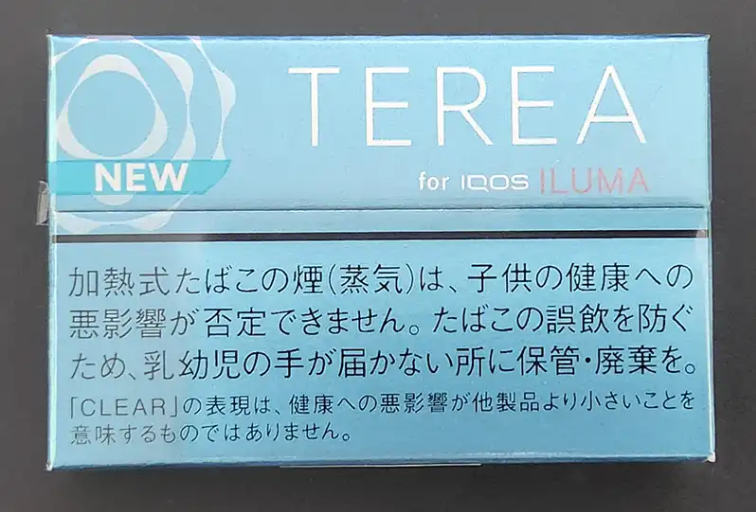 TEREA
NEW
for IQOS ILUMA
加熱式たばこの煙(蒸気)は、子供の健康への
悪影響が否定できません。たばこの誤飲を防ぐ
ため、乳幼児の手が届かない所に保管・廃棄を。
「CLEAR」の表現は、健康への悪影響が他製品より小さいことを
意味するものではありません。